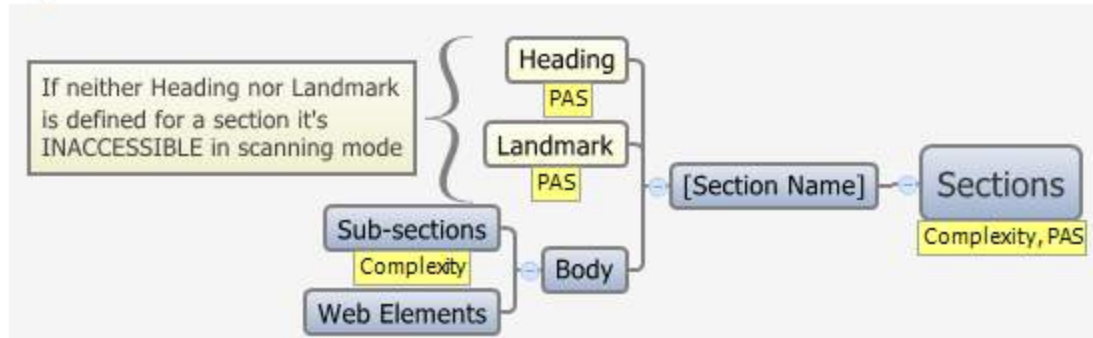 If neither Heading nor Landmark
is defined for a section it's
INACCESSIBLE in scanning mode
Heading
PAS
Landmark
PAS
[Section Name]
Sections
Complexity, PAS
Sub-sections
Complexity
Body
Web Elements